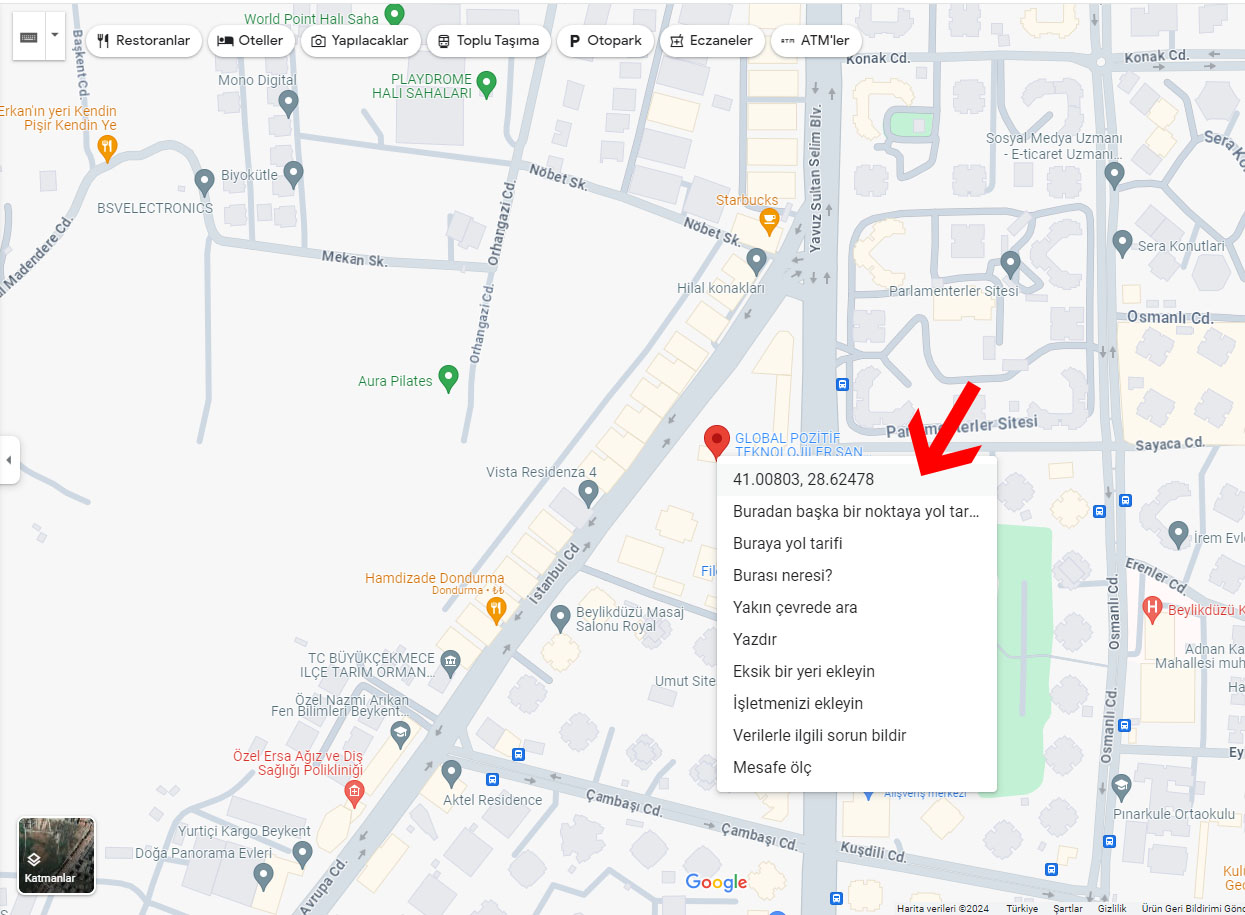 World Point Halı Saha
Restoranlar
Oteller
Yapılacaklar
Toplu Taşıma
P Otopark
Eczaneler
ATM ATM'ler
Başkent Cd.
Konak Cd.
Konak Cd.
Mono Digital
PLAYDROME
HALI SAHALARI
Erkan'ın yeri Kendin
Pişir Kendin Ye
Yavuz Sultan Selim Blv.
Sosyal Medya Uzmanı
- E-ticaret Uzmanı...
Biyokütle
Nöbet Sk.
BSVELECTRONICS
Starbucks
Orhangazi Cd.
Nöbet Sk.
Madendere Cd.
Mekan Sk.
Sera Konutları
Hilal konakları
Parlamenterler Sitesi
Orhangazi Cd.
Osmanlı Cd.
Aura Pilates
Parlamenterler Sitesi
GLOBAL POZİTİF
TEKNOLOJİLER SAN
Sayaca Cd.
Vista Residenza 4
41.00803, 28.62478
Buradan başka bir noktaya yol tar...
Buraya yol tarifi
Burası neresi?
Yakın çevrede ara
Yazdır
Eksik bir yeri ekleyin
İşletmenizi ekleyin
Verilerle ilgili sorun bildir
Mesafe ölç
İrem Evl
Erenler Cd.
Hamdizade Dondurma
Dondurma • ₺₺
İstanbul Cd
Osmanlı Cd.
H
Beylikdüzü K
Beylikdüzü Masaj
Salonu Royal
Adnan Ka
Mahallesi muh
TC BÜYÜKÇEKMECE
İLÇE TARIM ORMAN...
Umut Site
Özel Nazmi Arıkan
Fen Bilimleri Beykent...
Osmanlı Cd.
Özel Ersa Ağız ve Diş
Sağlığı Polikliniği
Aktel Residence
Çambaşı Cd.
Alışveriş merkezi
Pınarkule Ortaokulu
Yurtiçi Kargo Beykent
Çambaşı Cd.
Kuşdili Cd.
Doğa Panorama Evleri
Avrupa Cd.
Katmanlar
Google
Harita verileri ©2024
Türkiye
Şartlar
Gizlilik
Ürün Geri Bildirimi Gönd